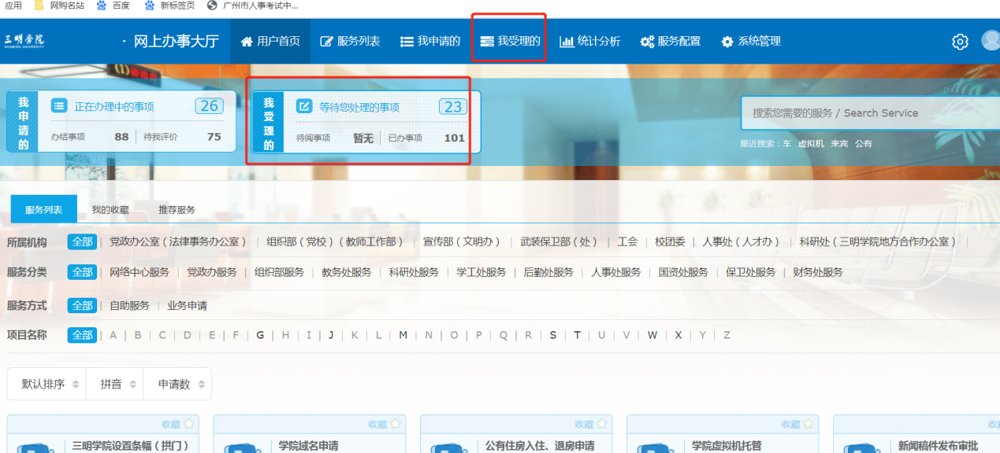 应用 网购名站 百度 新标签页 广州市人事考试中...
三明学院 · 网上办事大厅 用户首页 服务列表 我申请的 我受理的 统计分析 服务配置 系统管理
SANMING UNIVERSITY
我申请的 正在办理中的事项 26
办结事项 88 待我评价 75
我受理的 等待您处理的事项 23
待阅事项 暂无 已办事项 101
搜索您需要的服务 / Search Service
最近搜索：车 虚拟机 来宾 公有
服务列表 我的收藏 推荐服务
所属机构 全部 | 党政办公室（法律事务办公室） | 组织部（党校）（教师工作部） | 宣传部（文明办） | 武装保卫部（处） | 工会 | 校团委 | 人事处（人才办） | 科研处（三明学院地方合作办公室） |
服务分类 全部 | 网络中心服务 | 党政办服务 | 组织部服务 | 教务处服务 | 科研处服务 | 学工处服务 | 后勤处服务 | 人事处服务 | 国资处服务 | 保卫处服务 | 财务处服务
服务方式 全部 | 自助服务 | 业务申请
项目名称 全部 | A | B | C | D | E | F | G | H | I | J | K | L | M | N | O | P | Q | R | S | T | U | V | W | X | Y | Z
默认排序 拼音 申请数
收藏 收藏 收藏 收藏 收藏
三明学院设置条幅（拱门） 学院域名申请 公有住房入住、退房申请 学院虚拟机托管 新闻稿件发布审批